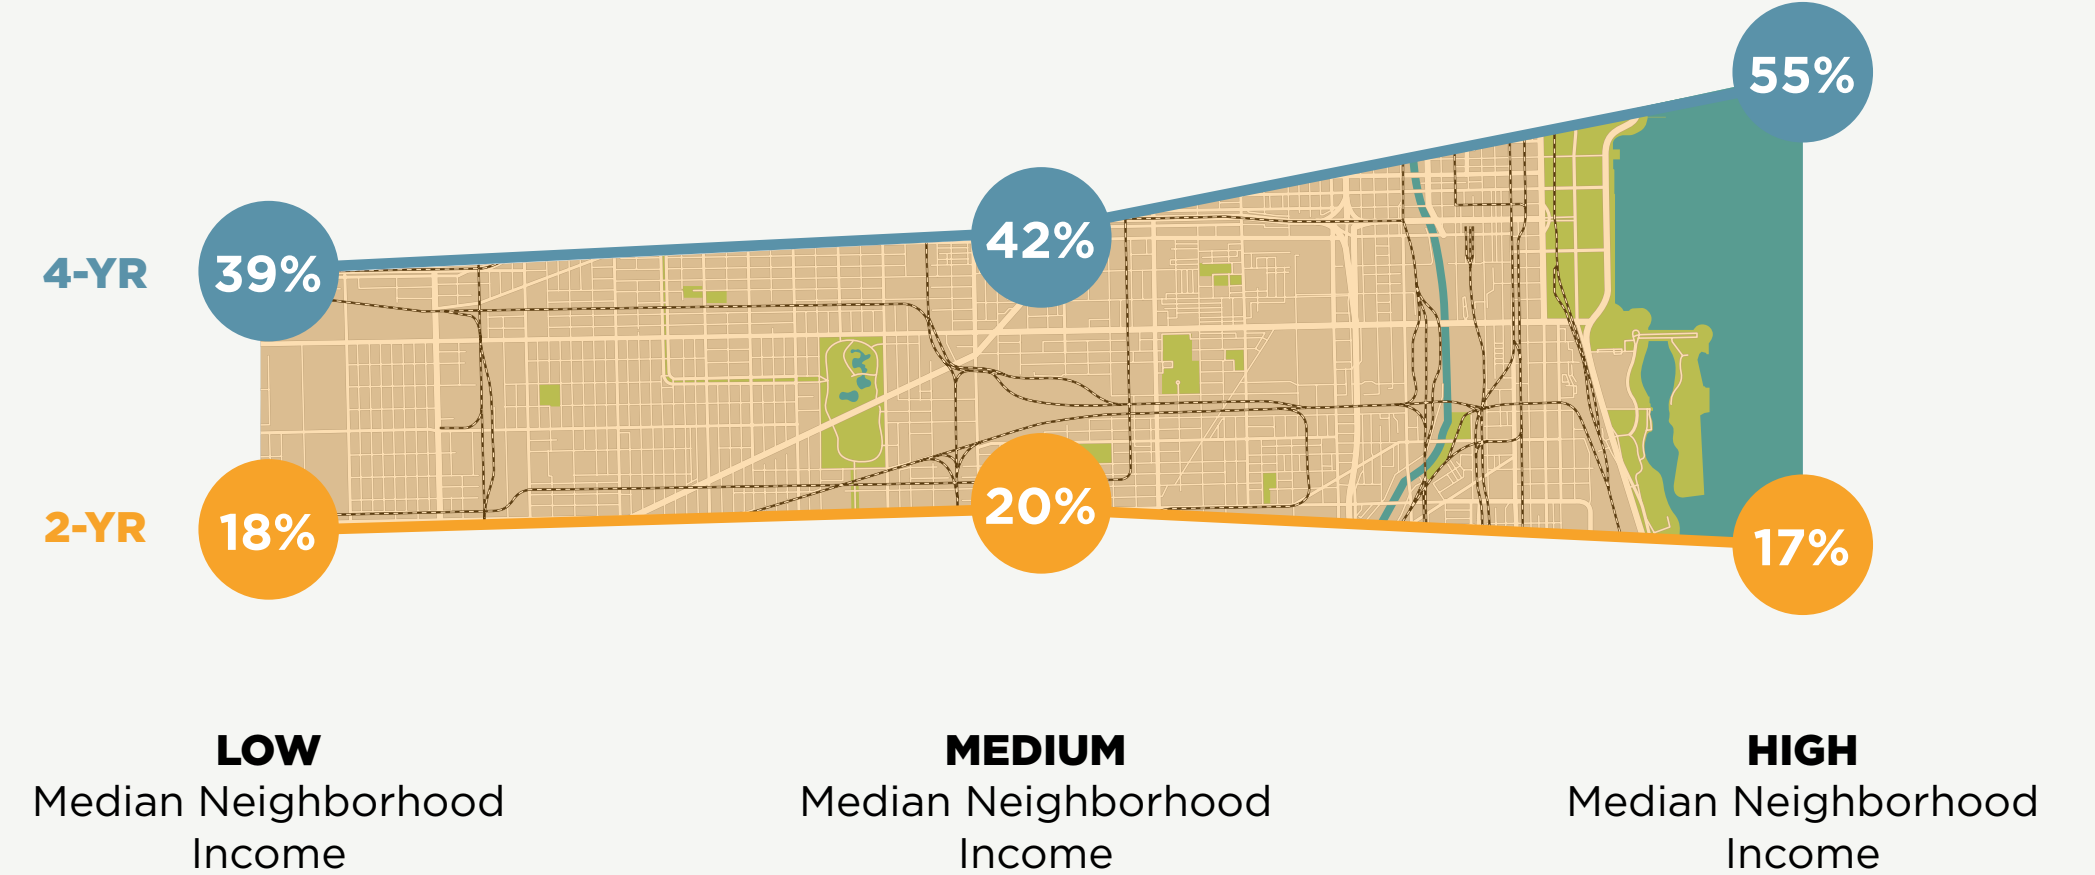 55%
4-YR 39% 42%
2-YR 18% 20% 17%
LOW MEDIUM HIGH
Median Neighborhood Median Neighborhood Median Neighborhood
Income Income Income